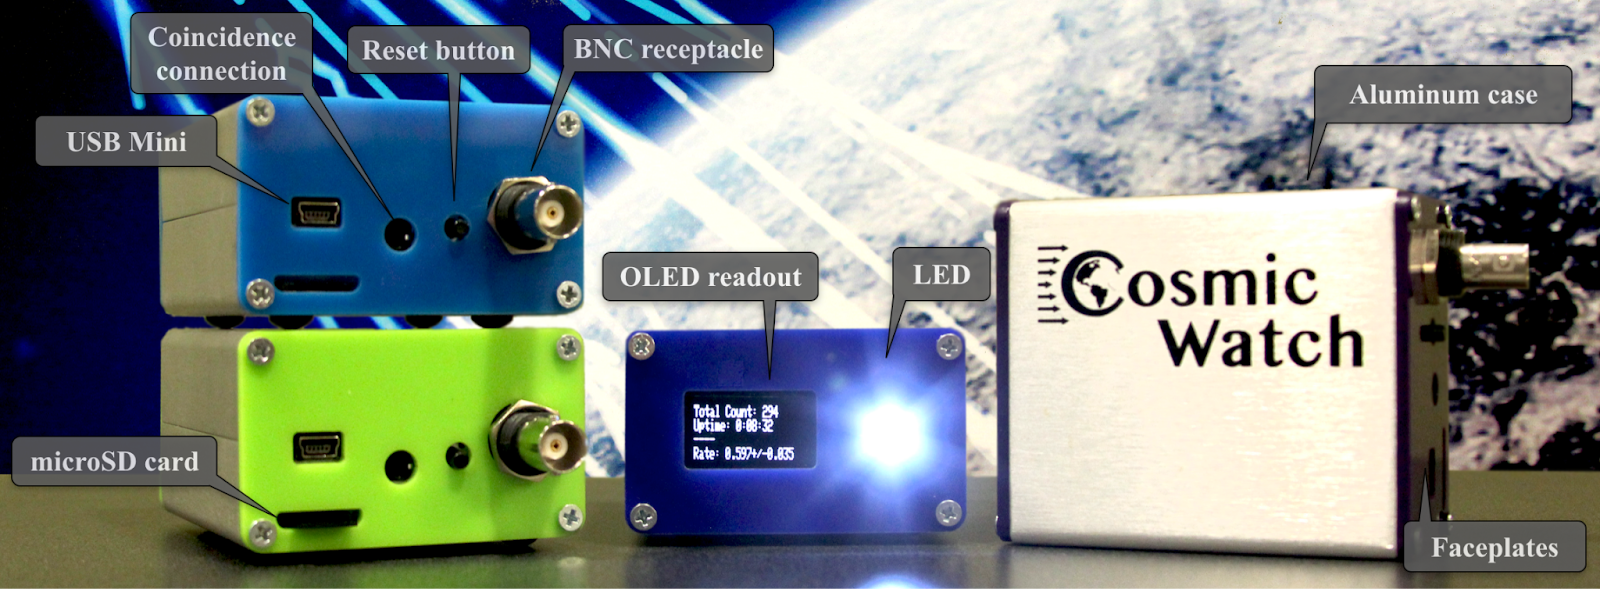 Coincidence
connection
Reset button
BNC receptacle
Aluminum case
USB Mini
OLED readout
LED
Cosmic
Watch
Total Count: 294
Uptime: 0:08:32
Rate: 0.597+/-0.035
microSD card
Faceplates